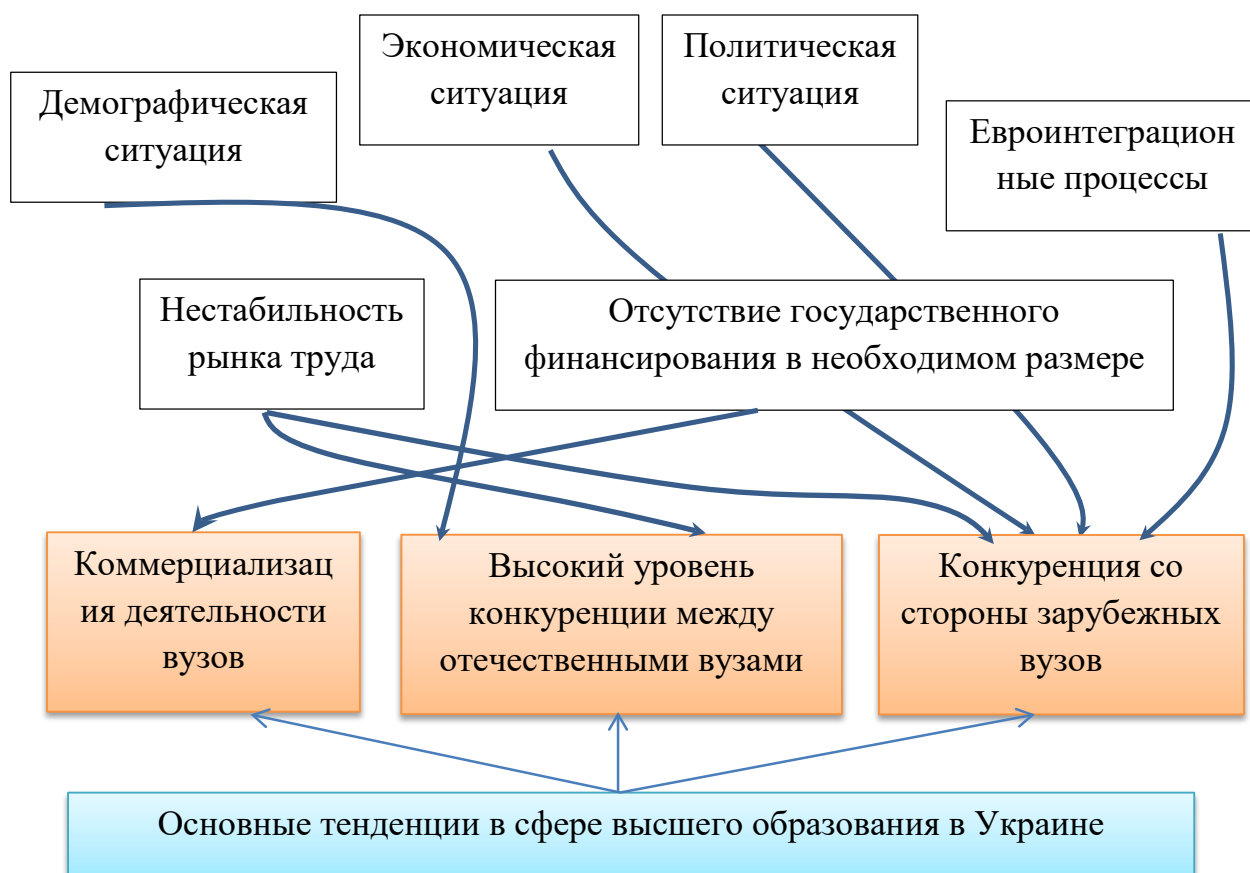 Экономическая
ситуация
Политическая
ситуация
Демографическая
ситуация
Евроинтеграцион
ные процессы
Нестабильность
рынка труда
Отсутствие государственного
финансирования в необходимом размере
Коммерциализац
ия деятельности
вузов
Высокий уровень
конкуренции между
отечественными вузами
Конкуренция со
стороны зарубежных
вузов
Основные тенденции в сфере высшего образования в Украине